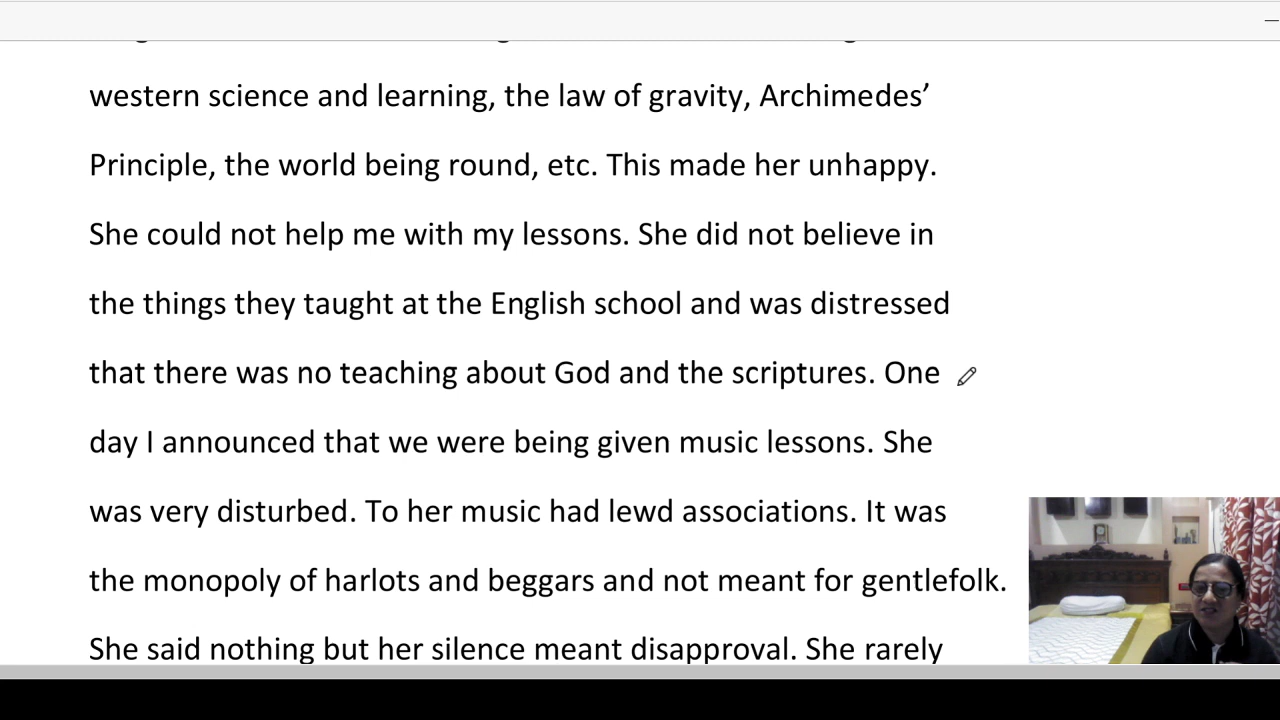 western science and learning, the law of gravity, Archimedes’
Principle, the world being round, etc. This made her unhappy.
She could not help me with my lessons. She did not believe in
the things they taught at the English school and was distressed
that there was no teaching about God and the scriptures. One
day I announced that we were being given music lessons. She
was very disturbed. To her music had lewd associations. It was
the monopoly of harlots and beggars and not meant for gentlefolk.
She said nothing but her silence meant disapproval. She rarely